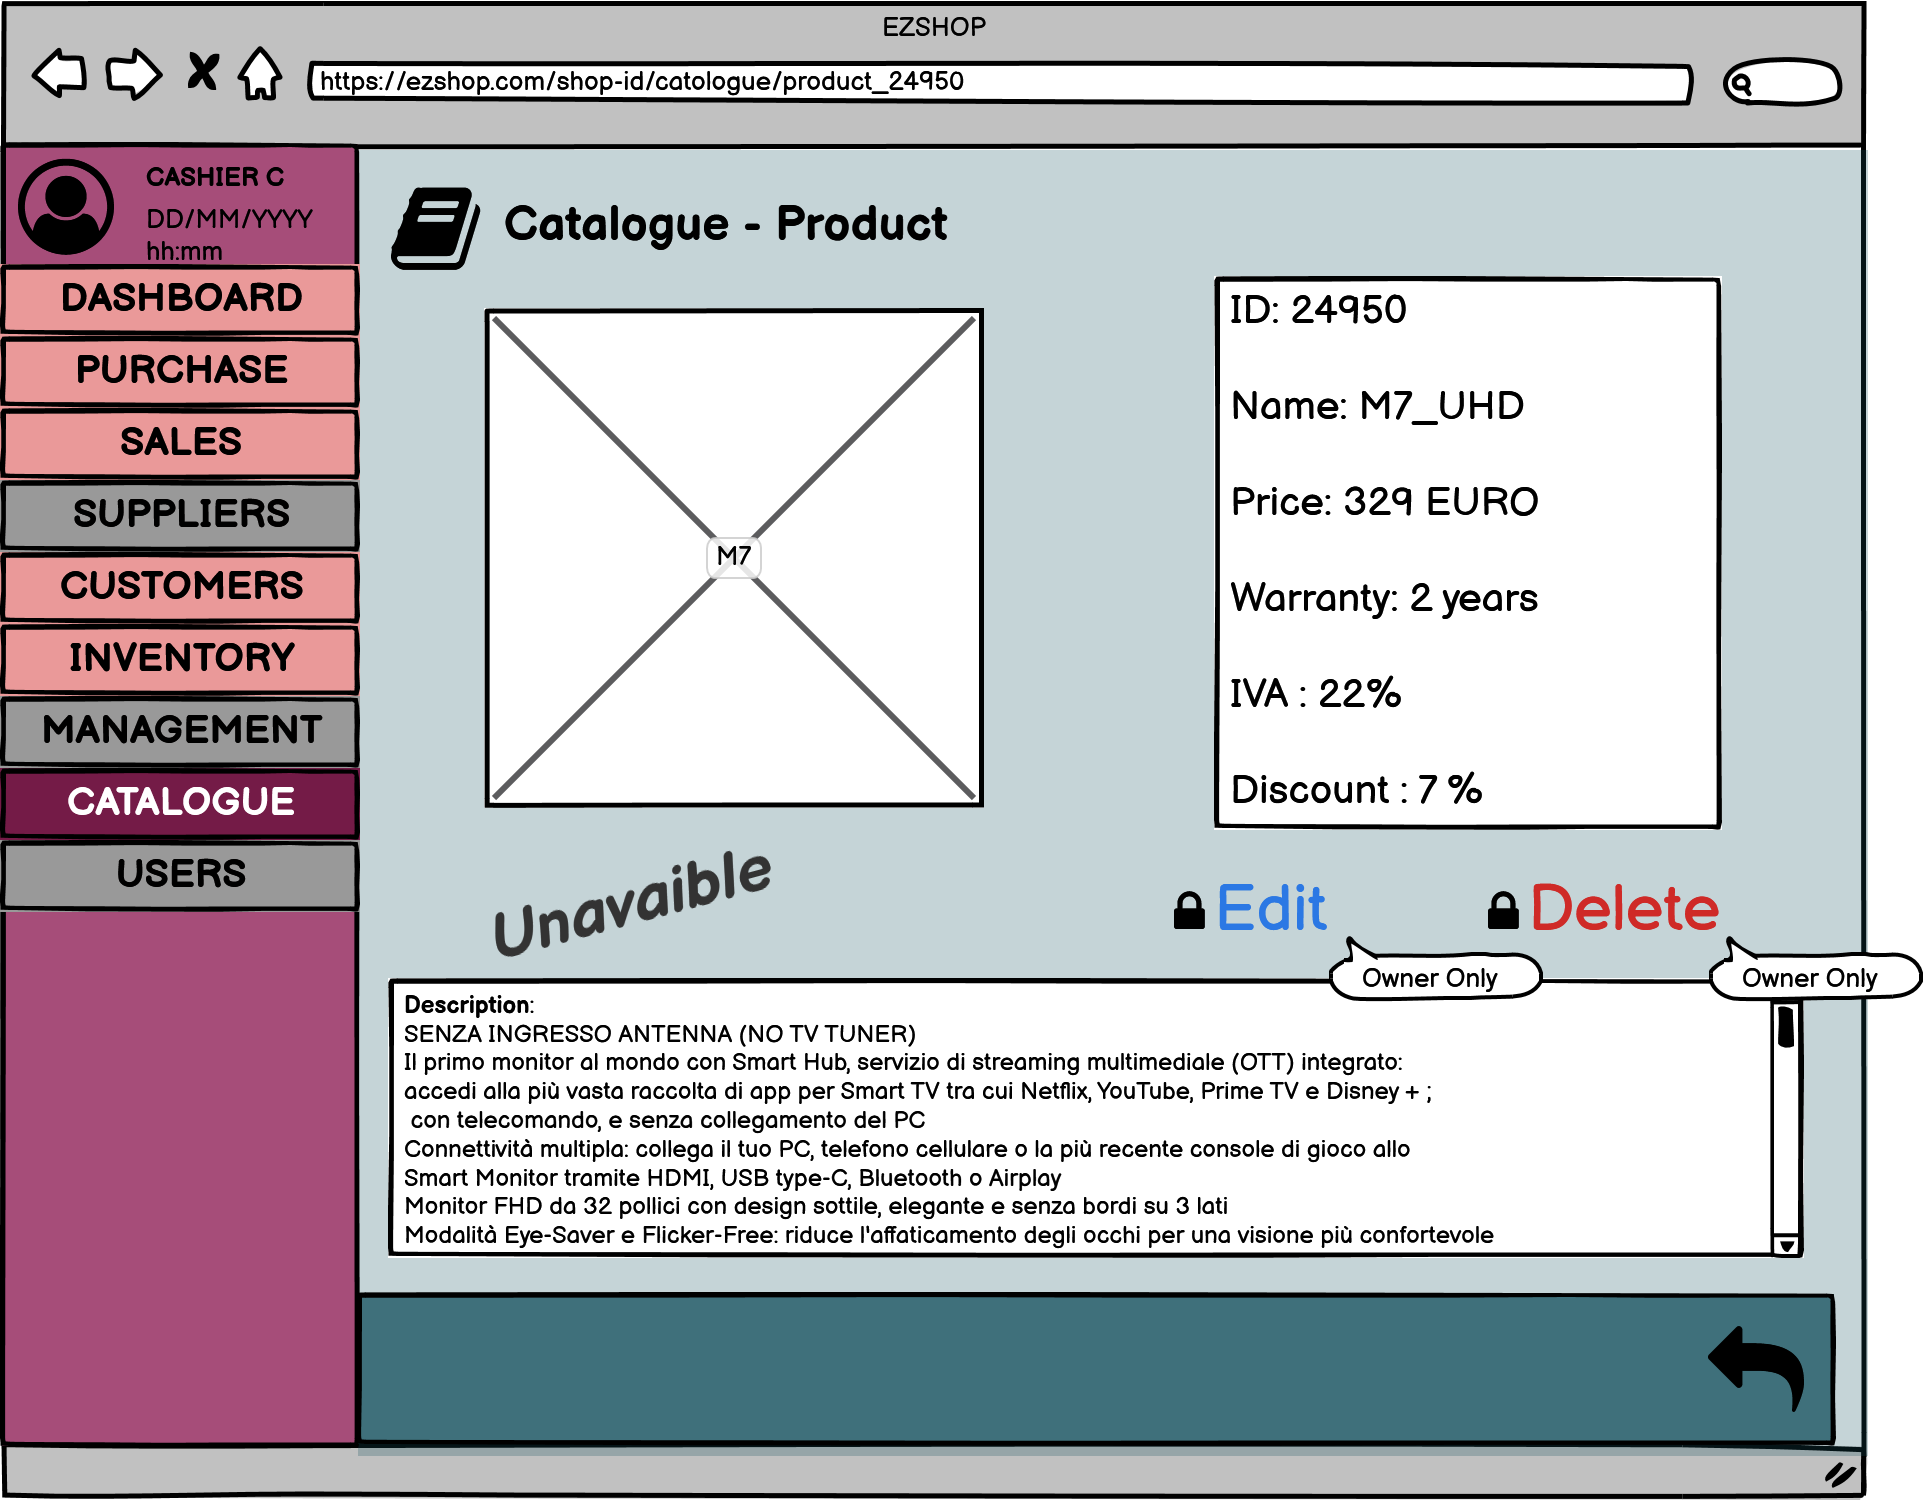 EZSHOP
https://ezshop.com/shop-id/catologue/product_24950
CASHIER C
DD/MM/YYYY
hh:mm
DASHBOARD
PURCHASE
SALES
SUPPLIERS
CUSTOMERS
INVENTORY
MANAGEMENT
CATALOGUE
USERS
Catalogue - Product
M7
ID: 24950
Name: M7_UHD
Price: 329 EURO
Warranty: 2 years
IVA : 22%
Discount : 7 %
Unavaible
Edit
Delete
Owner Only
Owner Only
Description:
SENZA INGRESSO ANTENNA (NO TV TUNER)
Il primo monitor al mondo con Smart Hub, servizio di streaming multimediale (OTT) integrato:
accedi alla più vasta raccolta di app per Smart TV tra cui Netflix, YouTube, Prime TV e Disney + ;
con telecomando, e senza collegamento del PC
Connettività multipla: collega il tuo PC, telefono cellulare o la più recente console di gioco allo
Smart Monitor tramite HDMI, USB type-C, Bluetooth o Airplay
Monitor FHD da 32 pollici con design sottile, elegante e senza bordi su 3 lati
Modalità Eye-Saver e Flicker-Free: riduce l'affaticamento degli occhi per una visione più confortevole